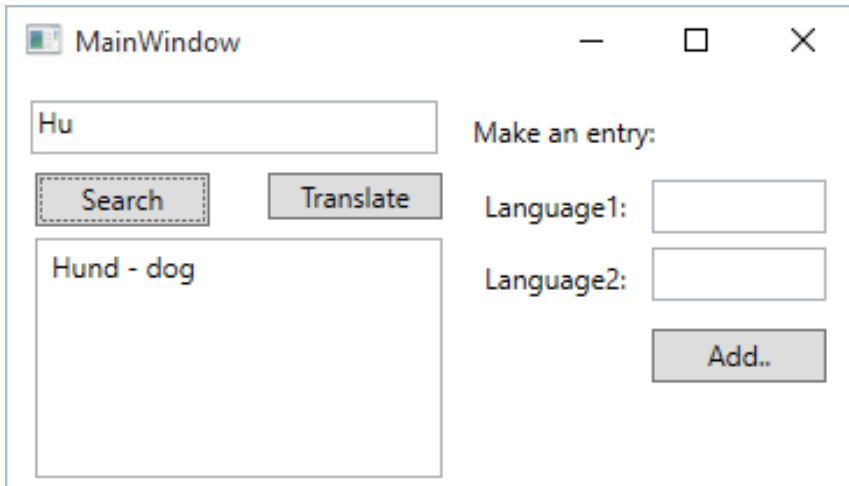 MainWindow
Hu
Search
Translate
Hund - dog
Make an entry:
Language1:
Language2:
Add..